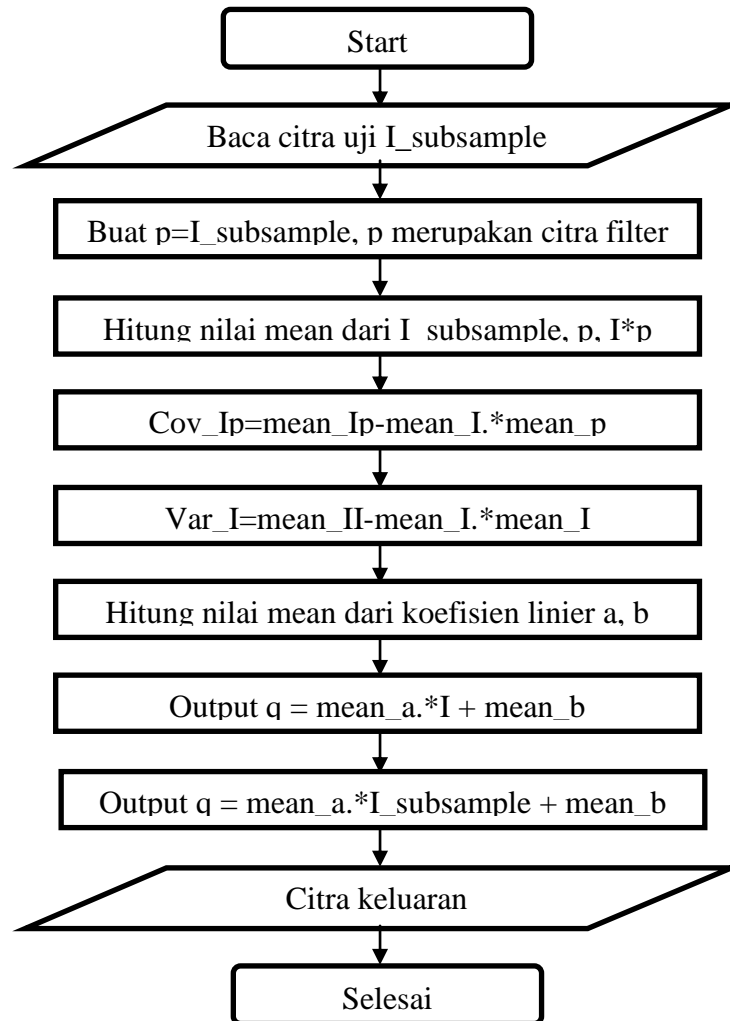 Start
Baca citra uji I_subsample
Buat p=I_subsample, p merupakan citra filter
Hitung nilai mean dari I_subsample, p, I*p
Cov_Ip=mean_Ip-mean_I.*mean_p
Var_I=mean_II-mean_I.*mean_I
Hitung nilai mean dari koefisien linier a, b
Output q = mean_a.*I + mean_b
Output q = mean_a.*I_subsample + mean_b
Citra keluaran
Selesai